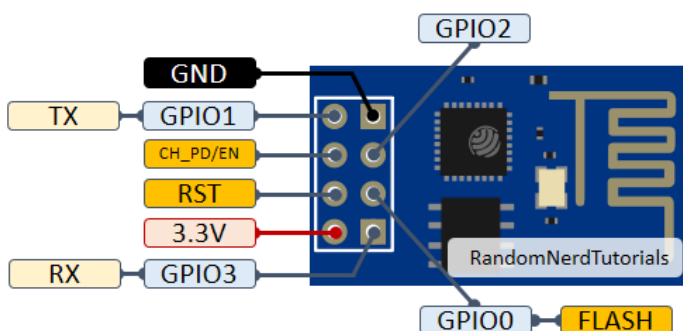 GPIO2
GND
TX GPIO1
CH_PD/EN
RST
3.3V
RandomNerdTutorials
RX GPIO3
GPIO0 FLASH